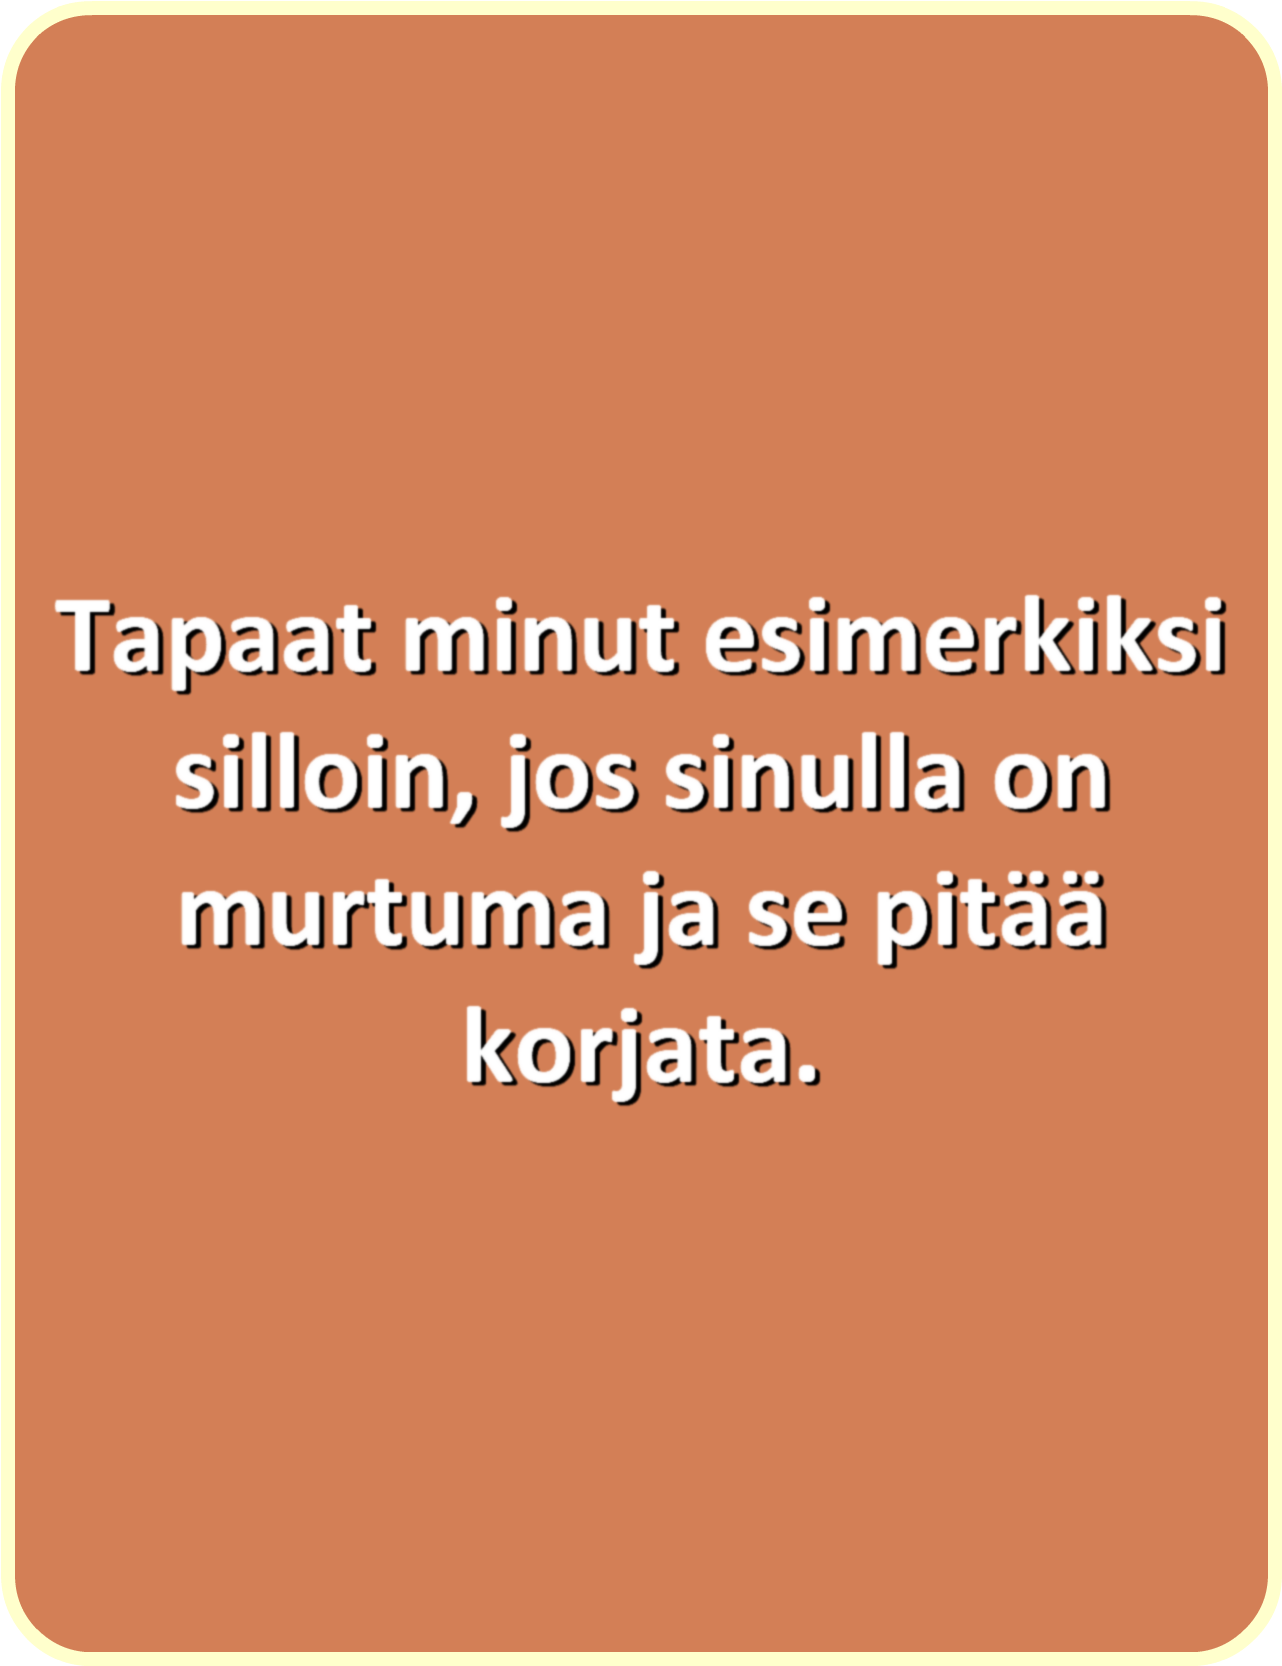 Tapaat minut esimerkiksi
silloin, jos sinulla on
murtuma ja se pitää
korjata.